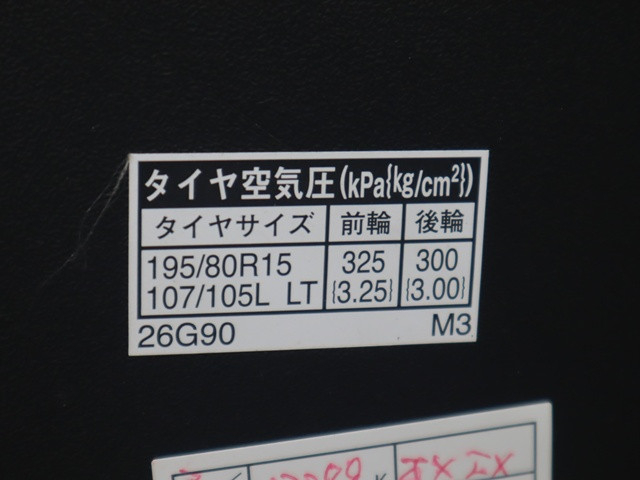 タイヤ空気圧(kPa{kg/cm²})
タイヤサイズ 前輪 後輪
195/80R15 325 300
107/105L LT {3.25} {3.00}
26G90 M3